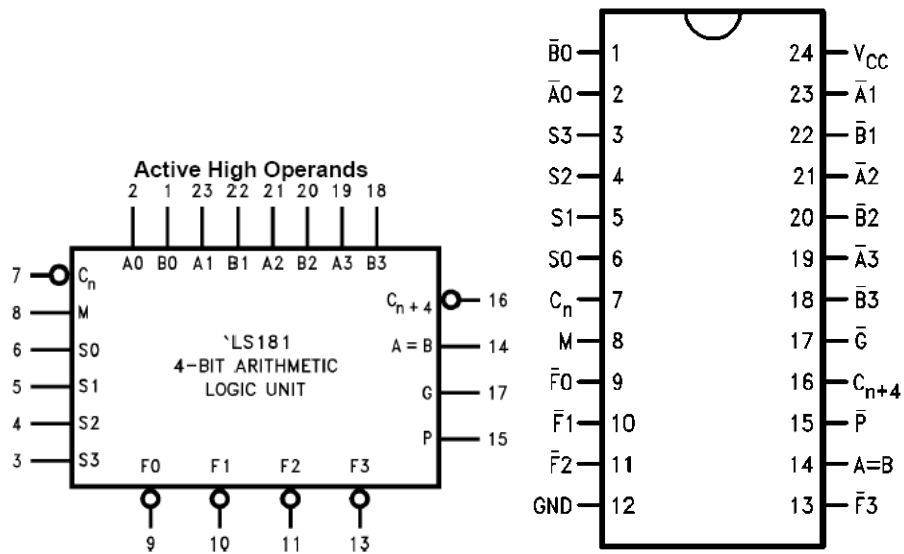 Active High Operands
2 1 23 22 21 20 19 18
A0 B0 A1 B1 A2 B2 A3 B3
7 Cn
8 M
6 S0
5 S1
4 S2
3 S3
`LS181
4-BIT ARITHMETIC
LOGIC UNIT
Cn+4 16
A=B 14
G 17
P 15
F0 F1 F2 F3
9 10 11 13
B̅0 1 24 VCC
A̅0 2 23 A̅1
S3 3 22 B̅1
S2 4 21 A̅2
S1 5 20 B̅2
S0 6 19 A̅3
Cn 7 18 B̅3
M 8 17 G̅
F̅0 9 16 Cn+4
F̅1 10 15 P̅
F̅2 11 14 A=B
GND 12 13 F̅3